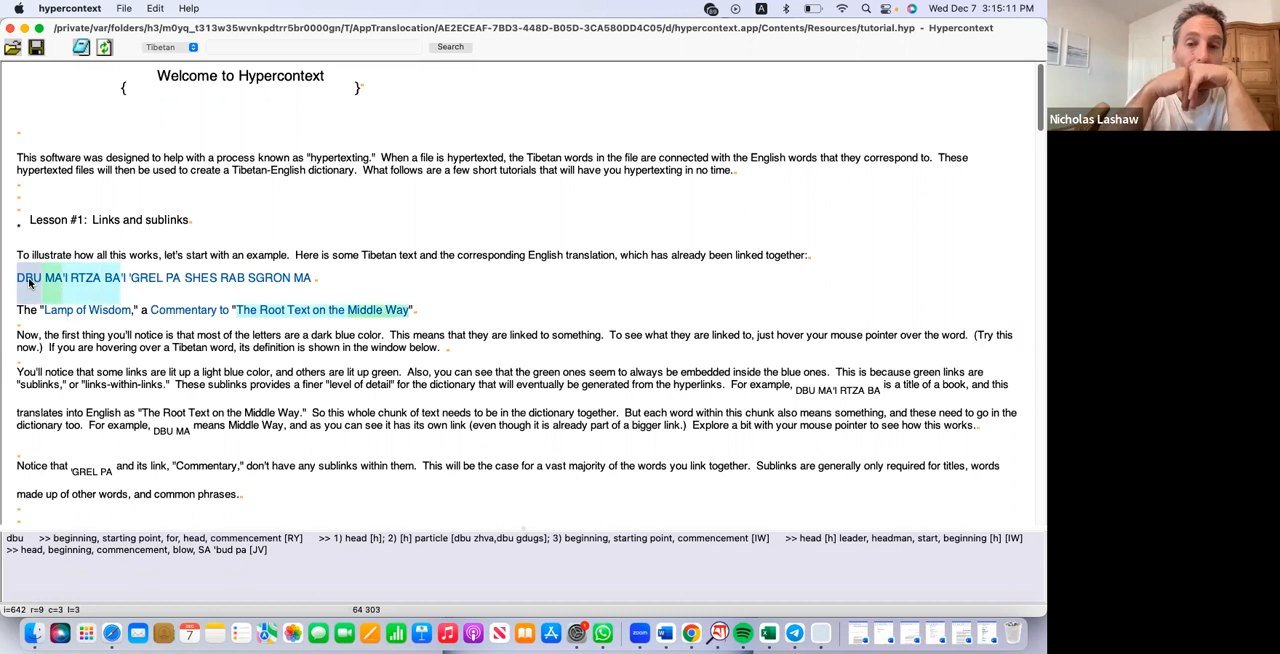 hypercontext File Edit Help Wed Dec 7 3:15:11 PM
/private/var/folders/h3/m0yq_t313w35wvnkpdtrr5br0000gn/T/AppTranslocation/AE2ECEAF-7BD3-448D-B05D-3CA580DD4C05/d/hypercontext.app/Contents/Resources/tutorial.hyp - Hypercontext
Tibetan Search
Welcome to Hypercontext
{ }
This software was designed to help with a process known as "hypertexting." When a file is hypertexted, the Tibetan words in the file are connected with the English words that they correspond to. These
hypertexted files will then be used to create a Tibetan-English dictionary. What follows are a few short tutorials that will have you hypertexting in no time.
Lesson #1: Links and sublinks
To illustrate how all this works, let's start with an example. Here is some Tibetan text and the corresponding English translation, which has already been linked together:
DBU MA'I RTZA BA'I 'GREL PA SHES RAB SGRON MA
The "Lamp of Wisdom," a Commentary to "The Root Text on the Middle Way"
Now, the first thing you'll notice is that most of the letters are a dark blue color. This means that they are linked to something. To see what they are linked to, just hover your mouse pointer over the word. (Try this
now.) If you are hovering over a Tibetan word, its definition is shown in the window below.
You'll notice that some links are lit up a light blue color, and others are lit up green. Also, you can see that the green ones seem to always be embedded inside the blue ones. This is because green links are
"sublinks," or "links-within-links." These sublinks provides a finer "level of detail" for the dictionary that will eventually be generated from the hyperlinks. For example, DBU MA'I RTZA BA is a title of a book, and this
translates into English as "The Root Text on the Middle Way." So this whole chunk of text needs to be in the dictionary together. But each word within this chunk also means something, and these need to go in the
dictionary too. For example, DBU MA means Middle Way, and as you can see it has its own link (even though it is already part of a bigger link.) Explore a bit with your mouse pointer to see how this works.
Notice that 'GREL PA and its link, "Commentary," don't have any sublinks within them. This will be the case for a vast majority of the words you link together. Sublinks are generally only required for titles, words
made up of other words, and common phrases.
dbu >> beginning, starting point, for, head, commencement [RY] >> 1) head [h]; 2) [h] particle [dbu zhva,dbu gdugs]; 3) beginning, starting point, commencement [IW] >> head [h] leader, headman, start, beginning [h] [IW]
>> head, beginning, commencement, blow, SA 'bud pa [JV]
i=642 r=9 c=3 l=3 64 303
Nicholas Lashaw
DEC
7
zoom